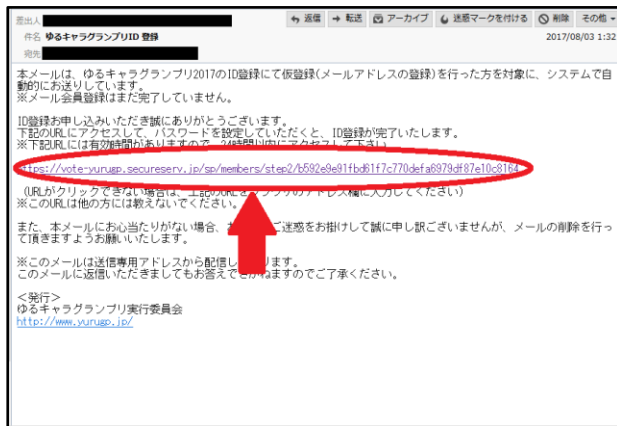 差出人
返信 転送 アーカイブ 迷惑マークを付ける 削除 その他
件名 ゆるキャラグランプリID 登録
2017/08/03 1:32
宛先
本メールは、ゆるキャラグランプリ2017のID登録にて仮登録(メールアドレスの登録)を行った方を対象に、システムで自
動的にお送りしています。
※メール会員登録はまだ完了していません。
ID登録お申し込みいただき誠にありがとうございます。
下記のURLにアクセスして、パスワードを設定していただくと、ID登録が完了いたします。
※下記URLには有効時間がありますので、24時間以内にアクセスして下さい
https://vote-yurugp.secureserv.jp/sp/members/step2/b592e9e91fbd61f7c770defa6979df87e10c8164
(URLがクリックできない場合は、上記のURLをブラウザのアドレス欄に入力してください)
※このURLは他の方には教えないでください。
また、本メールにお心当たりがない場合、 ご迷惑をお掛けして誠に申し訳ございませんが、メールの削除を行っ
て頂きますようお願いいたします。
※このメールは送信専用アドレスから配信し ります。
このメールに返信いただきましてもお答えできかねますのでご了承ください。
<発行>
ゆるキャラグランプリ実行委員会
http://www.yurugp.jp/